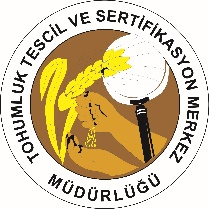 TOHUMLUK TESCİL VE SERTİFİKASYON MERKEZ
MÜDÜRLÜĞÜ